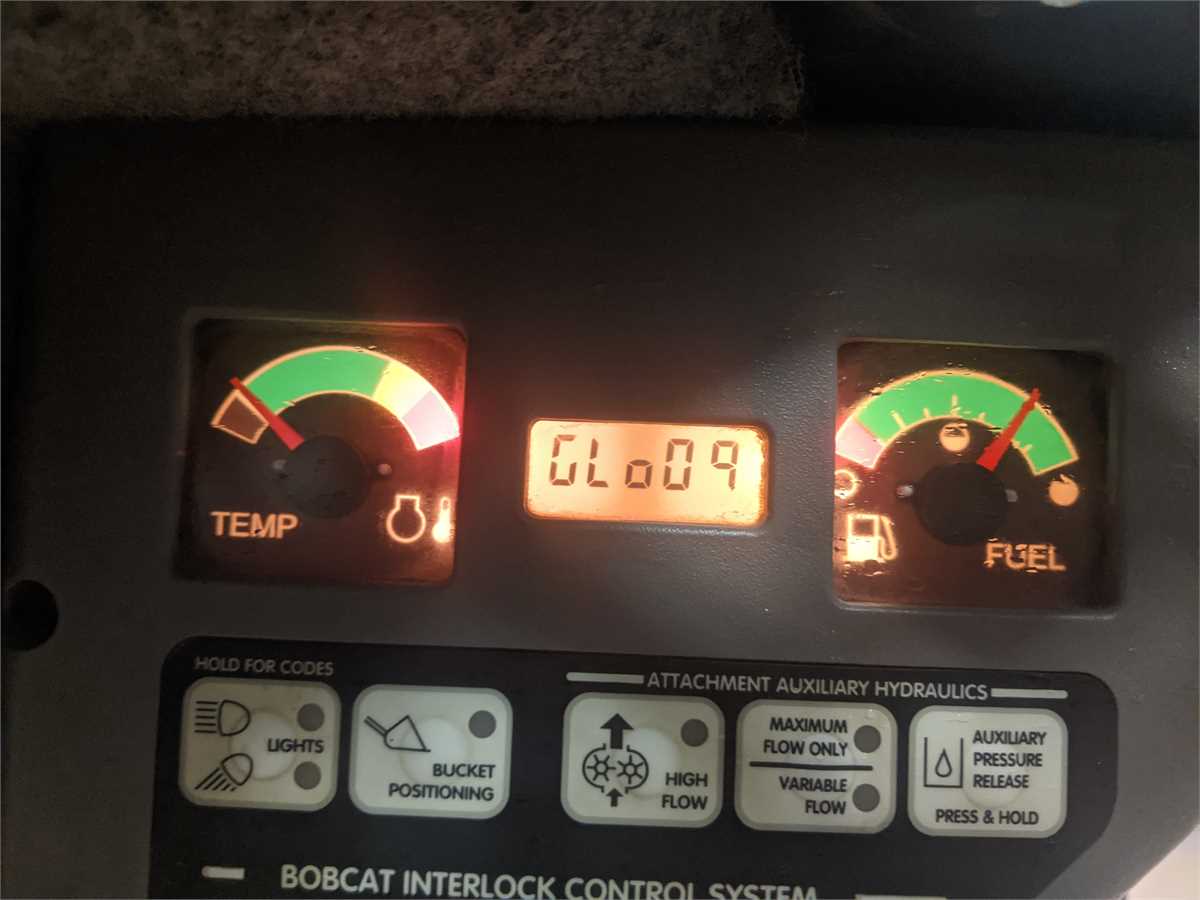 TEMP
GLo09
FUEL
HOLD FOR CODES
LIGHTS
BUCKET
POSITIONING
ATTACHMENT AUXILIARY HYDRAULICS
HIGH
FLOW
MAXIMUM
FLOW ONLY
VARIABLE
FLOW
AUXILIARY
PRESSURE
RELEASE
PRESS & HOLD
BOBCAT INTERLOCK CONTROL SYSTEM